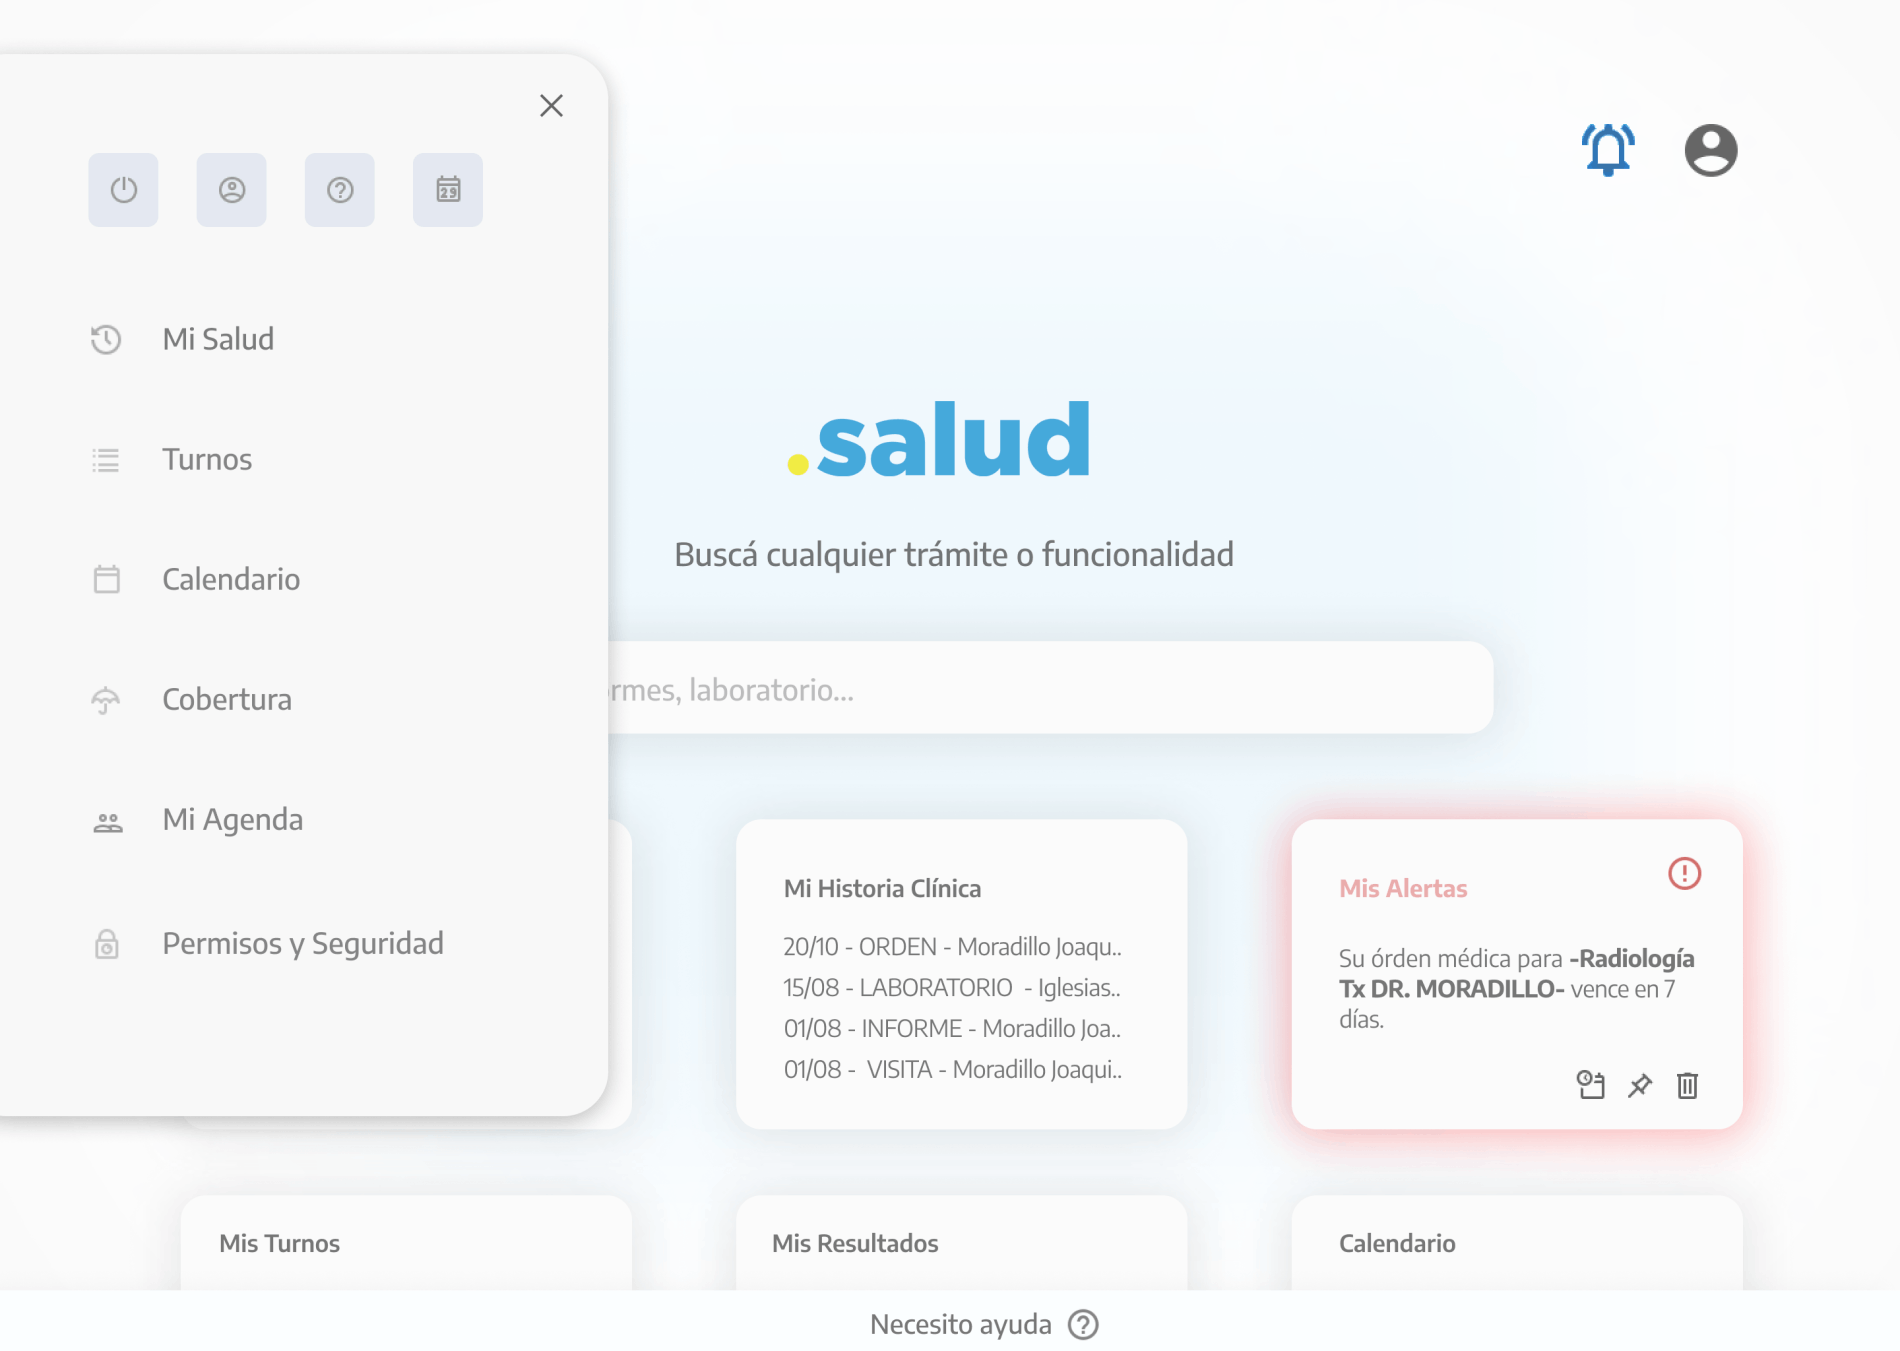 29
Mi Salud
Turnos
Calendario
Cobertura
Mi Agenda
Permisos y Seguridad
.salud
Buscá cualquier trámite o funcionalidad
rmes, laboratorio...
Mi Historia Clínica
20/10 - ORDEN - Moradillo Joaqu..
15/08 - LABORATORIO - Iglesias..
01/08 - INFORME - Moradillo Joa..
01/08 - VISITA - Moradillo Joaqui..
Mis Alertas
Su órden médica para -Radiología
Tx DR. MORADILLO- vence en 7
días.
Mis Turnos
Mis Resultados
Calendario
Necesito ayuda